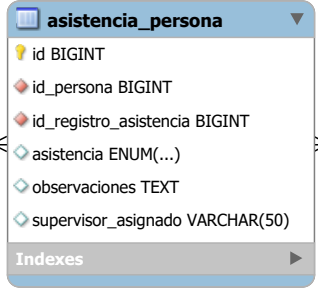 asistencia_persona
id BIGINT
id_persona BIGINT
id_registro_asistencia BIGINT
asistencia ENUM(...)
observaciones TEXT
supervisor_asignado VARCHAR(50)
Indexes